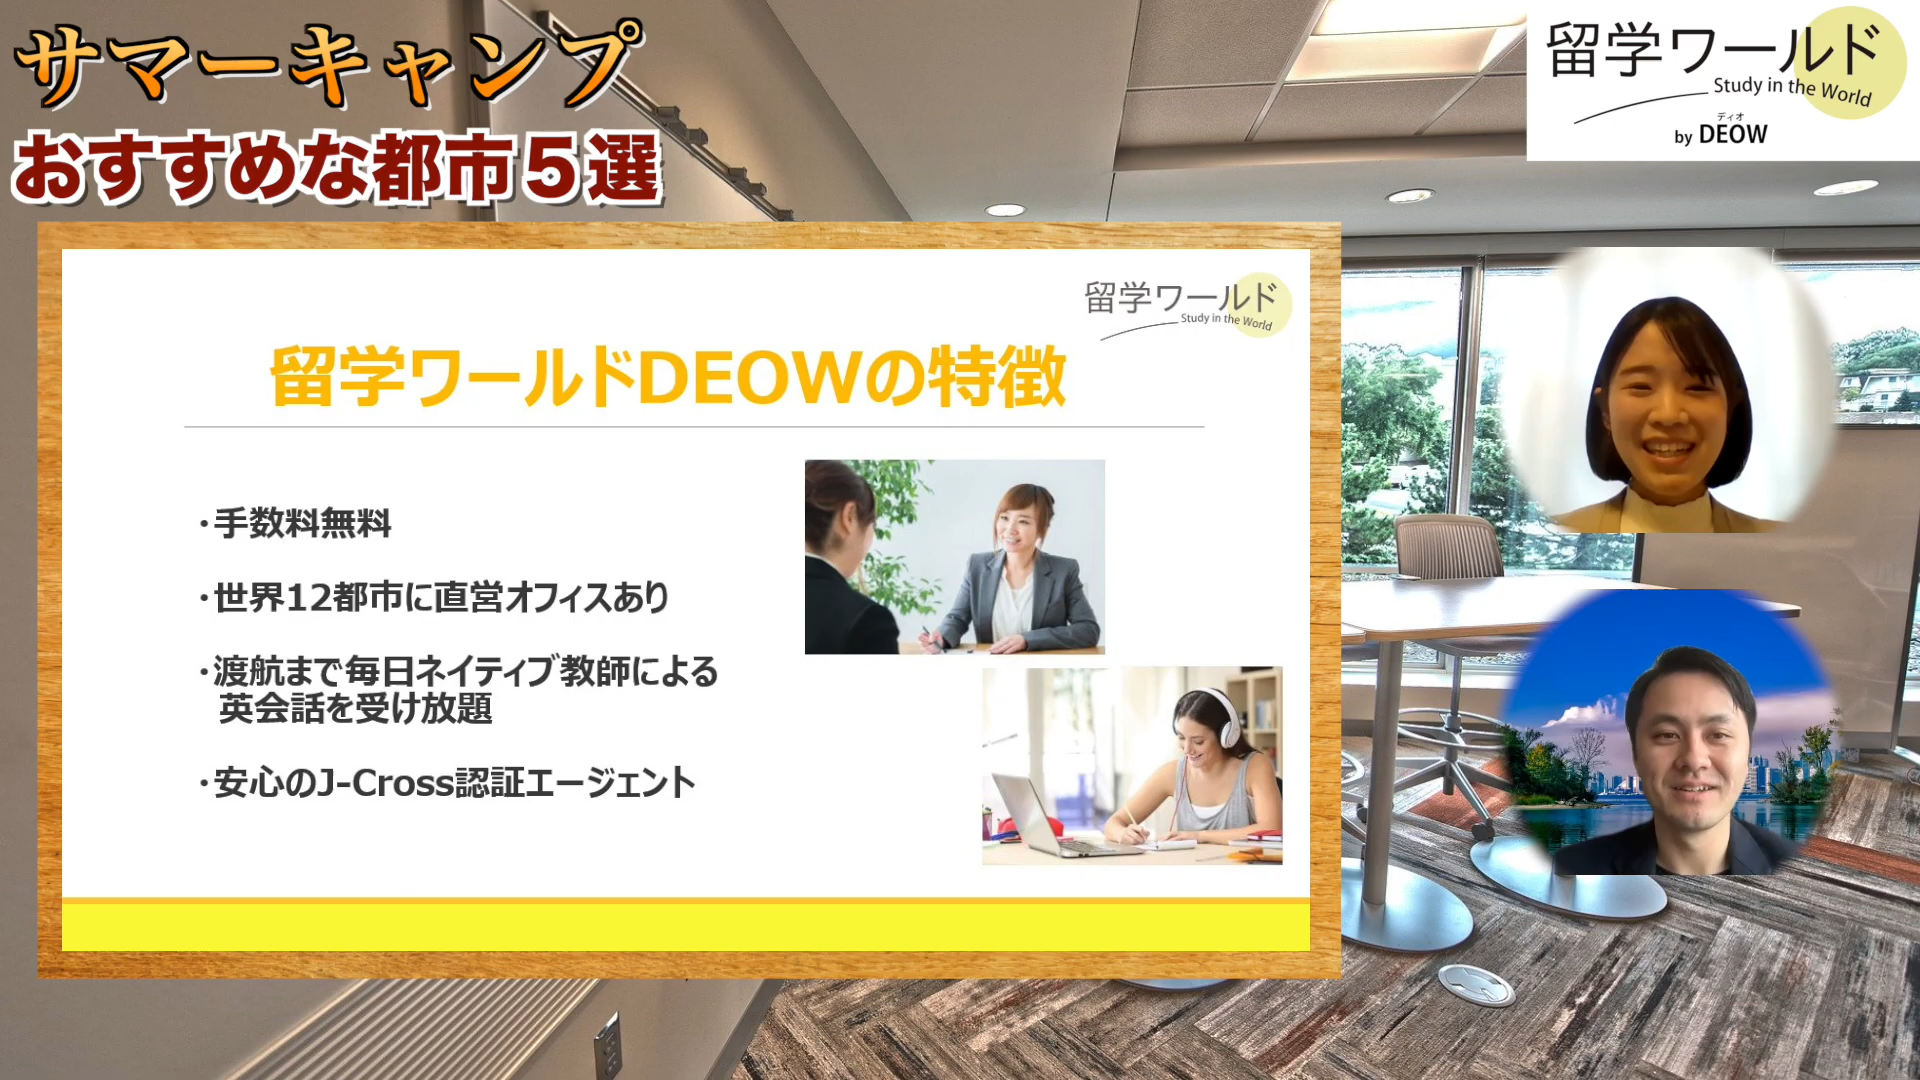 サマーキャンプ
おすすめな都市5選
留学ワールド
Study in the World
ディオ
by DEOW
留学ワールド
Study in the World
留学ワールドDEOWの特徴
・手数料無料
・世界12都市に直営オフィスあり
・渡航まで毎日ネイティブ教師による
英会話を受け放題
・安心のJ-Cross認証エージェント